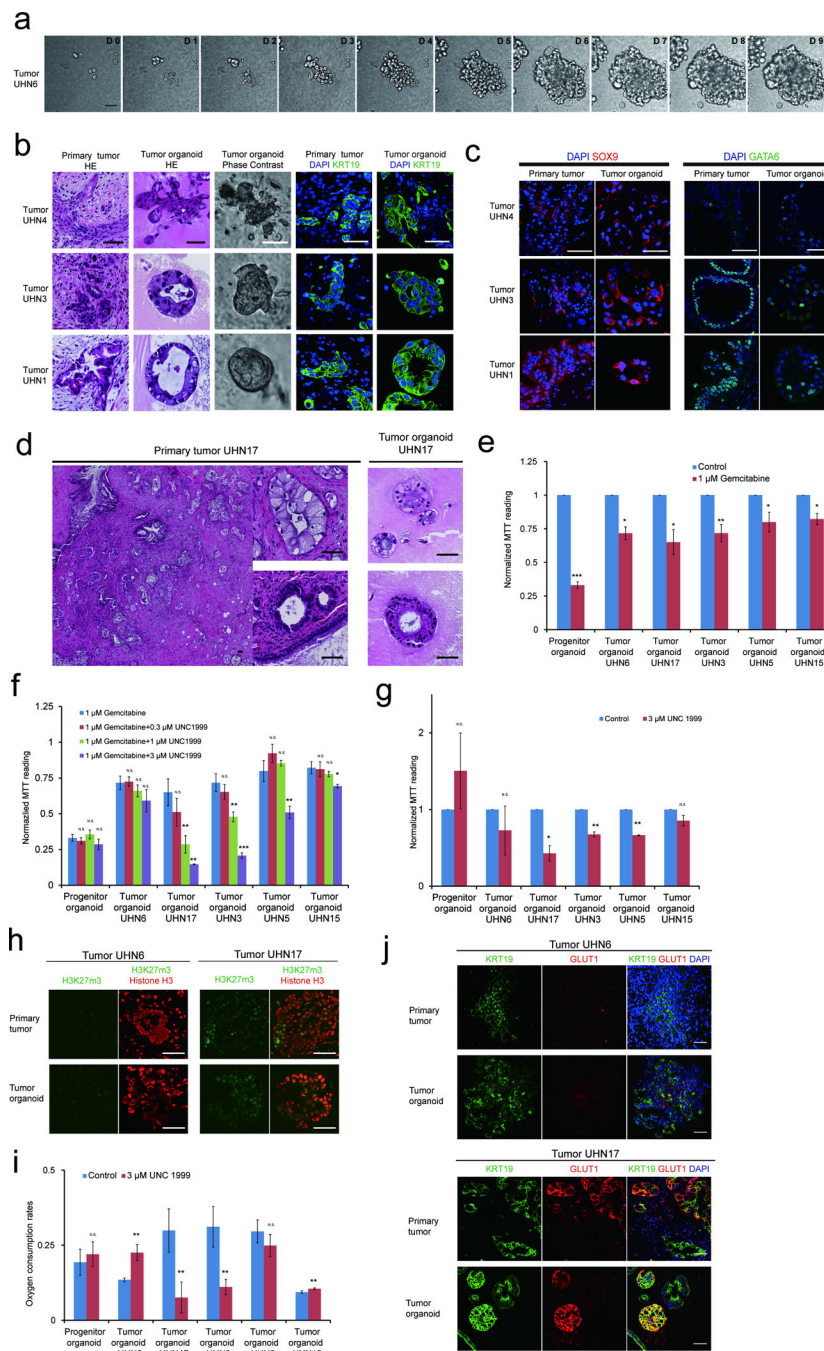 a
D 0 D 1 D 2 D 3 D 4 D 5 D 6 D 7 D 8 D 9
Tumor
UHN6
b
Primary tumor
HE
Tumor organoid
HE
Tumor organoid
Phase Contrast
Primary tumor
DAPI KRT19
Tumor organoid
DAPI KRT19
Tumor
UHN4
Tumor
UHN3
Tumor
UHN1
c
DAPI SOX9
DAPI GATA6
Primary tumor Tumor organoid
Primary tumor Tumor organoid
Tumor
UHN4
Tumor
UHN3
Tumor
UHN1
d
Primary tumor UHN17
Tumor organoid
UHN17
e
Normalized MTT reading
1.25
1
0.75
0.5
0.25
0
Control
1 µM Gemcitabine
***
*
*
**
*
*
Progenitor
organoid
Tumor
organoid
UHN6
Tumor
organoid
UHN17
Tumor
organoid
UHN3
Tumor
organoid
UHN5
Tumor
organoid
UHN15
f
Normazlied MTT reading
1.25
1
0.75
0.5
0.25
0
1 µM Gemcitabine
1 µM Gemcitabine+0.3 µM UNC1999
1 µM Gemcitabine+1 µM UNC1999
1 µM Gemcitabine+3 µM UNC1999
N.S. N.S. N.S.
N.S. N.S. N.S.
N.S. ** **
N.S. ** ***
N.S. N.S. **
N.S. N.S. *
Progenitor
organoid
Tumor
organoid
UHN6
Tumor
organoid
UHN17
Tumor
organoid
UHN3
Tumor
organoid
UHN5
Tumor
organoid
UHN15
g
Normalized MTT reading
2
1
0
Control
3 µM UNC 1999
N.S.
N.S.
*
**
**
N.S.
Progenitor
organoid
Tumor
organoid
UHN6
Tumor
organoid
UHN17
Tumor
organoid
UHN3
Tumor
organoid
UHN5
Tumor
organoid
UHN15
h
Tumor UHN6
Tumor UHN17
H3K27m3
H3K27m3
Histone H3
H3K27m3
H3K27m3
Histone H3
Primary
tumor
Tumor
organoid
i
Oxygen consumption rates
0.5
0.25
0
Control
3 µM UNC 1999
N.S.
**
**
**
N.S.
**
Progenitor
organoid
Tumor
organoid
Tumor
organoid
Tumor
organoid
Tumor
organoid
Tumor
organoid
j
Tumor UHN6
KRT19 GLUT1 KRT19 GLUT1 DAPI
Primary
tumor
Tumor
organoid
Tumor UHN17
KRT19 GLUT1 KRT19 GLUT1 DAPI
Primary
tumor
Tumor
organoid